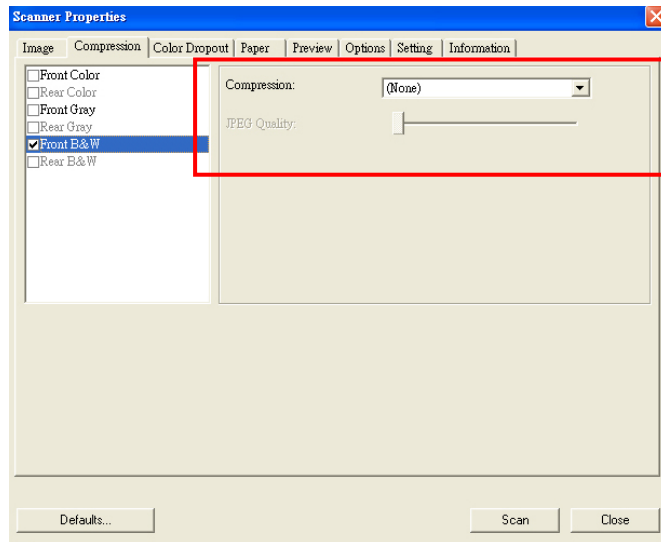 Scanner Properties
Image Compression Color Dropout Paper Preview Options Setting Information
Front Color
Rear Color
Front Gray
Rear Gray
Front B&W
Rear B&W
Compression: (None)
JPEG Quality:
Defaults... Scan Close